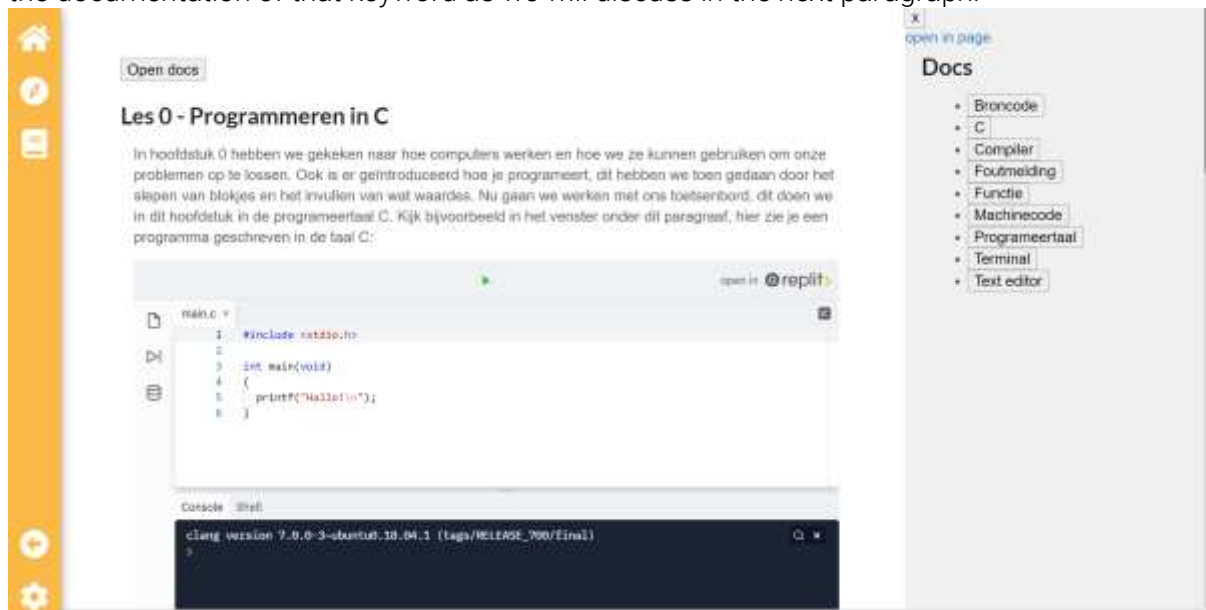 the documentation of that keyword as we will discuss in the next paragraph.
x
open in page
Open docs
Docs
Les 0 - Programmeren in C
In hoofdstuk 0 hebben we gekeken naar hoe computers werken en hoe we ze kunnen gebruiken om onze
problemen op te lossen. Ook is er geïntroduceerd hoe je programeert, dit hebben we toen gedaan door het
slepen van blokjes en het invullen van wat waardes. Nu gaan we werken met ons toetsenbord, dit doen we
in dit hoofdstuk in de programeertaal C. Kijk bijvoorbeeld in het venster onder dit paragraaf, hier zie je een
programma geschreven in de taal C:
Broncode
C
Compiler
Foutmelding
Functie
Machinecode
Programeertaal
Terminal
Text editor
open in replit
main.c
1 #include <stdio.h>
2
3 int main(void)
4 {
5 printf("Hallo!\n");
6 }
Console Shell
clang version 7.0.0-3~ubuntu0.18.04.1 (tags/RELEASE_700/final)